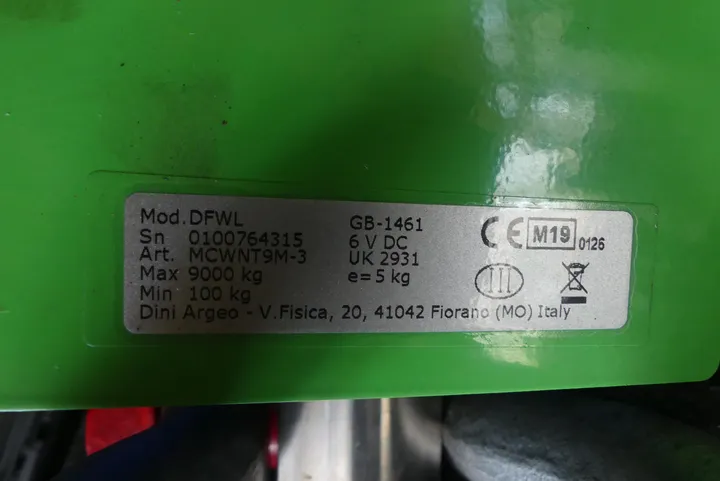 Mod.DFWL GB-1461
Sn 0100764315 6 V DC
Art. MCWNT9M-3 UK 2931
Max 9000 kg e= 5 kg
Min 100 kg
CE M19 0126
III
Dini Argeo - V.Fisica, 20, 41042 Fiorano (MO) Italy